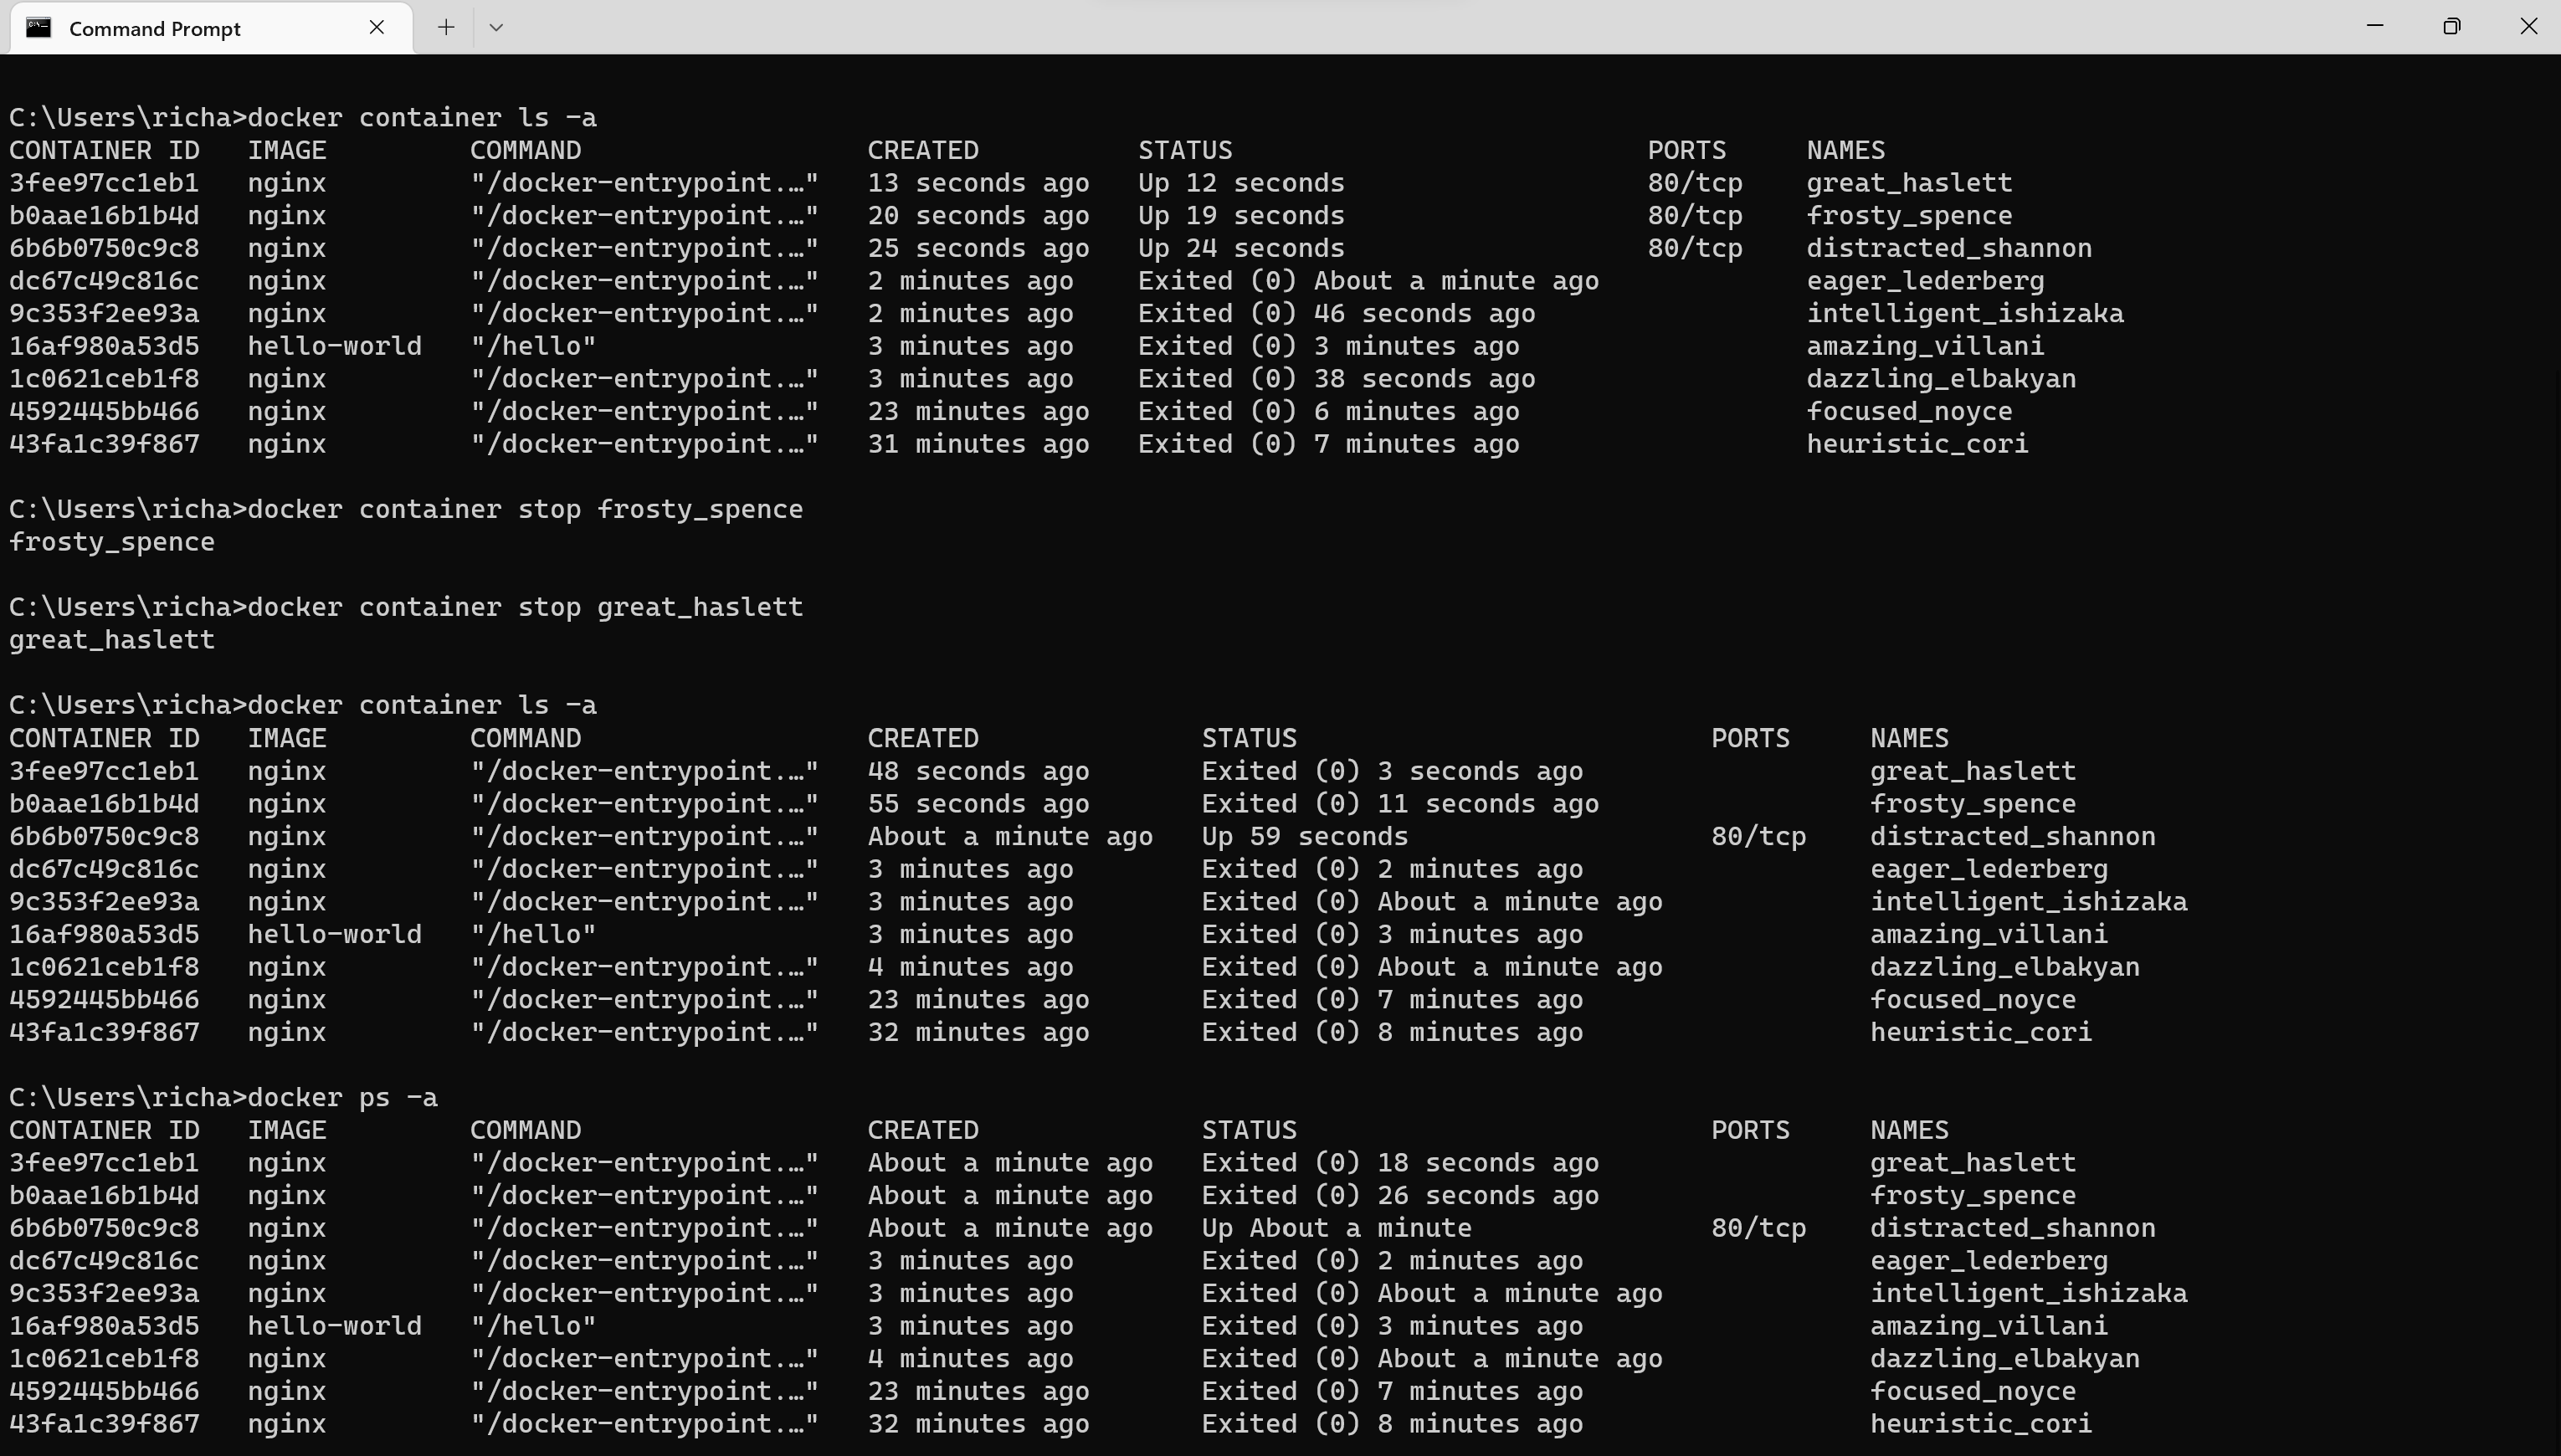 Command Prompt
C:\Users\richa>docker container ls -a
CONTAINER ID   IMAGE         COMMAND                  CREATED          STATUS                          PORTS     NAMES
3fee97cc1eb1   nginx         "/docker-entrypoint.…"   13 seconds ago   Up 12 seconds                   80/tcp    great_haslett
b0aae16b1b4d   nginx         "/docker-entrypoint.…"   20 seconds ago   Up 19 seconds                   80/tcp    frosty_spence
6b6b0750c9c8   nginx         "/docker-entrypoint.…"   25 seconds ago   Up 24 seconds                   80/tcp    distracted_shannon
dc67c49c816c   nginx         "/docker-entrypoint.…"   2 minutes ago    Exited (0) About a minute ago             eager_lederberg
9c353f2ee93a   nginx         "/docker-entrypoint.…"   2 minutes ago    Exited (0) 46 seconds ago                 intelligent_ishizaka
16af980a53d5   hello-world   "/hello"                 3 minutes ago    Exited (0) 3 minutes ago                  amazing_villani
1c0621ceb1f8   nginx         "/docker-entrypoint.…"   3 minutes ago    Exited (0) 38 seconds ago                 dazzling_elbakyan
4592445bb466   nginx         "/docker-entrypoint.…"   23 minutes ago   Exited (0) 6 minutes ago                  focused_noyce
43fa1c39f867   nginx         "/docker-entrypoint.…"   31 minutes ago   Exited (0) 7 minutes ago                  heuristic_cori
C:\Users\richa>docker container stop frosty_spence
frosty_spence
C:\Users\richa>docker container stop great_haslett
great_haslett
C:\Users\richa>docker container ls -a
CONTAINER ID   IMAGE         COMMAND                  CREATED              STATUS                          PORTS     NAMES
3fee97cc1eb1   nginx         "/docker-entrypoint.…"   48 seconds ago       Exited (0) 3 seconds ago                  great_haslett
b0aae16b1b4d   nginx         "/docker-entrypoint.…"   55 seconds ago       Exited (0) 11 seconds ago                 frosty_spence
6b6b0750c9c8   nginx         "/docker-entrypoint.…"   About a minute ago   Up 59 seconds                   80/tcp    distracted_shannon
dc67c49c816c   nginx         "/docker-entrypoint.…"   3 minutes ago        Exited (0) 2 minutes ago                  eager_lederberg
9c353f2ee93a   nginx         "/docker-entrypoint.…"   3 minutes ago        Exited (0) About a minute ago             intelligent_ishizaka
16af980a53d5   hello-world   "/hello"                 3 minutes ago        Exited (0) 3 minutes ago                  amazing_villani
1c0621ceb1f8   nginx         "/docker-entrypoint.…"   4 minutes ago        Exited (0) About a minute ago             dazzling_elbakyan
4592445bb466   nginx         "/docker-entrypoint.…"   23 minutes ago       Exited (0) 7 minutes ago                  focused_noyce
43fa1c39f867   nginx         "/docker-entrypoint.…"   32 minutes ago       Exited (0) 8 minutes ago                  heuristic_cori
C:\Users\richa>docker ps -a
CONTAINER ID   IMAGE         COMMAND                  CREATED              STATUS                          PORTS     NAMES
3fee97cc1eb1   nginx         "/docker-entrypoint.…"   About a minute ago   Exited (0) 18 seconds ago                 great_haslett
b0aae16b1b4d   nginx         "/docker-entrypoint.…"   About a minute ago   Exited (0) 26 seconds ago                 frosty_spence
6b6b0750c9c8   nginx         "/docker-entrypoint.…"   About a minute ago   Up About a minute               80/tcp    distracted_shannon
dc67c49c816c   nginx         "/docker-entrypoint.…"   3 minutes ago        Exited (0) 2 minutes ago                  eager_lederberg
9c353f2ee93a   nginx         "/docker-entrypoint.…"   3 minutes ago        Exited (0) About a minute ago             intelligent_ishizaka
16af980a53d5   hello-world   "/hello"                 3 minutes ago        Exited (0) 3 minutes ago                  amazing_villani
1c0621ceb1f8   nginx         "/docker-entrypoint.…"   4 minutes ago        Exited (0) About a minute ago             dazzling_elbakyan
4592445bb466   nginx         "/docker-entrypoint.…"   23 minutes ago       Exited (0) 7 minutes ago                  focused_noyce
43fa1c39f867   nginx         "/docker-entrypoint.…"   32 minutes ago       Exited (0) 8 minutes ago                  heuristic_cori